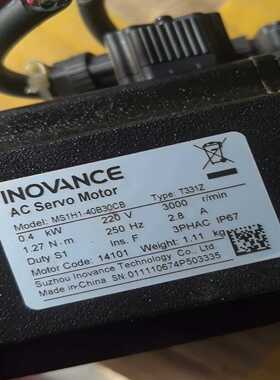 INOVANCE
AC Servo Motor
Model: MS1H1-40B30CB Type: T331Z
0.4 kW 220 V 3000 r/min
1.27 N·m 250 Hz 2.8 A
Duty S1 Ins. F 3PHAC IP67
Motor Code: 14101 Weight: 1.11 kg
Suzhou Inovance Technology Co., Ltd
Made in China S/N: 011110674P503335